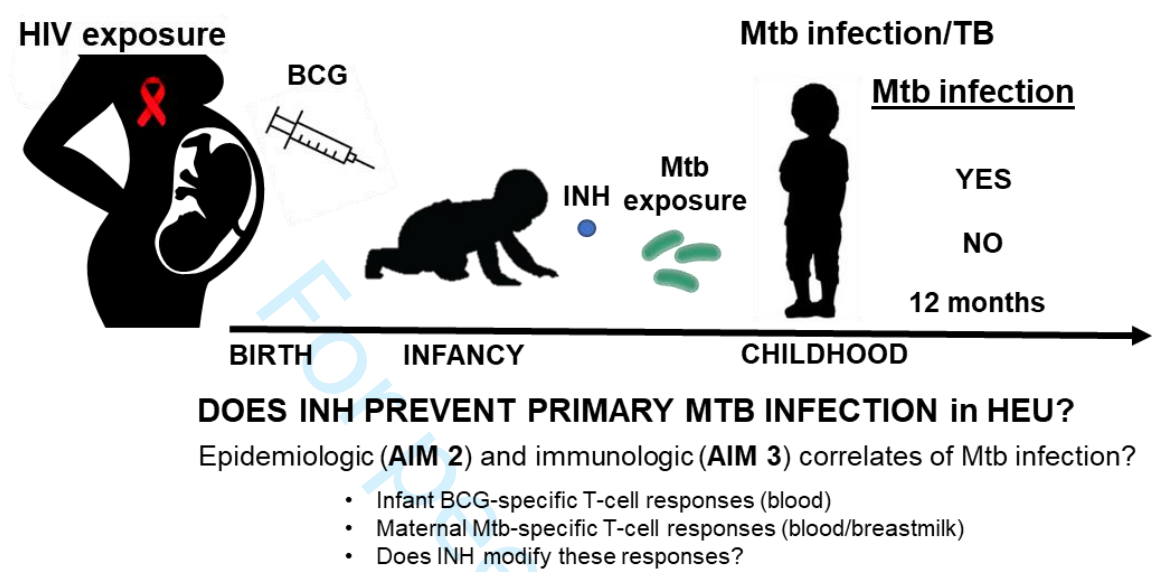 HIV exposure
Mtb infection/TB
BCG
Mtb infection
INH
Mtb
exposure
YES
NO
12 months
BIRTH
INFANCY
CHILDHOOD
DOES INH PREVENT PRIMARY MTB INFECTION in HEU?
Epidemiologic (AIM 2) and immunologic (AIM 3) correlates of Mtb infection?
• Infant BCG-specific T-cell responses (blood)
• Maternal Mtb-specific T-cell responses (blood/breastmilk)
• Does INH modify these responses?
For pe